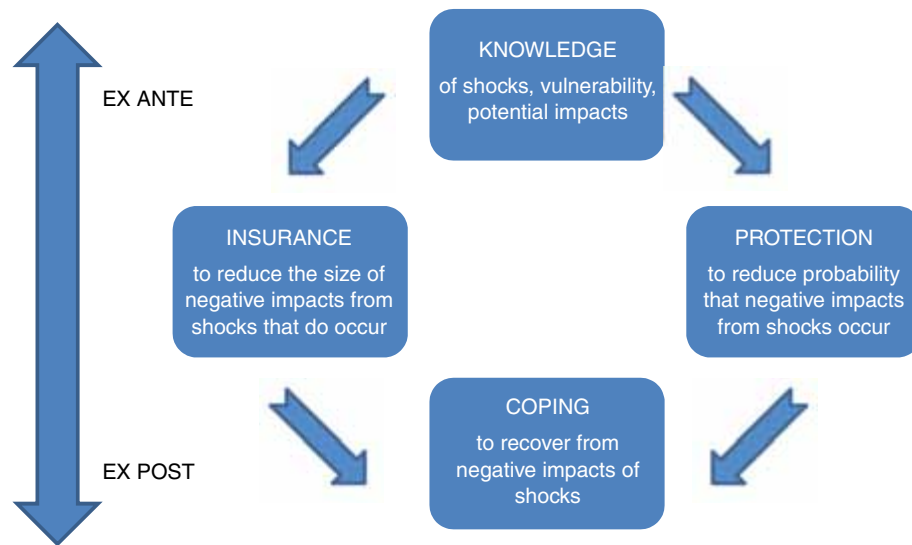 KNOWLEDGE
of shocks, vulnerability,
potential impacts
EX ANTE
INSURANCE
to reduce the size of
negative impacts from
shocks that do occur
PROTECTION
to reduce probability
that negative impacts
from shocks occur
COPING
to recover from
negative impacts of
shocks
EX POST